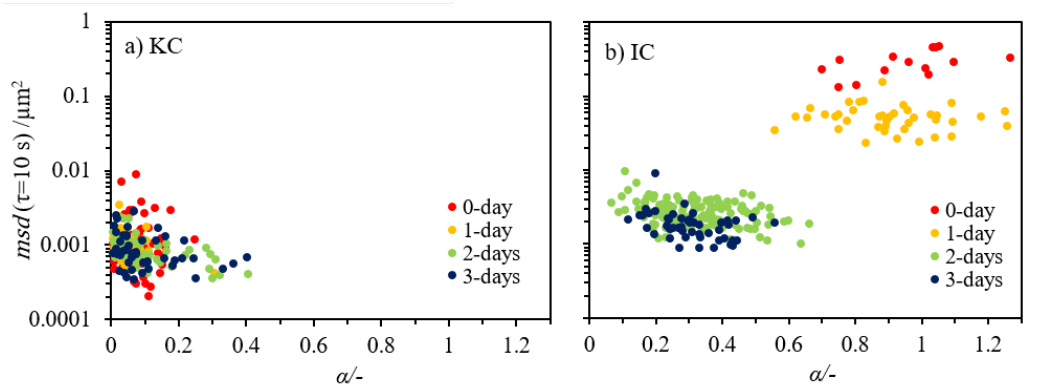 a) KC
msd (τ=10 s) /μm²
1
0.1
0.01
0.001
0.0001
0 0.2 0.4 0.6 0.8 1 1.2
α/-
0-day
1-day
2-days
3-days
b) IC
0 0.2 0.4 0.6 0.8 1 1.2
α/-
0-day
1-day
2-days
3-days